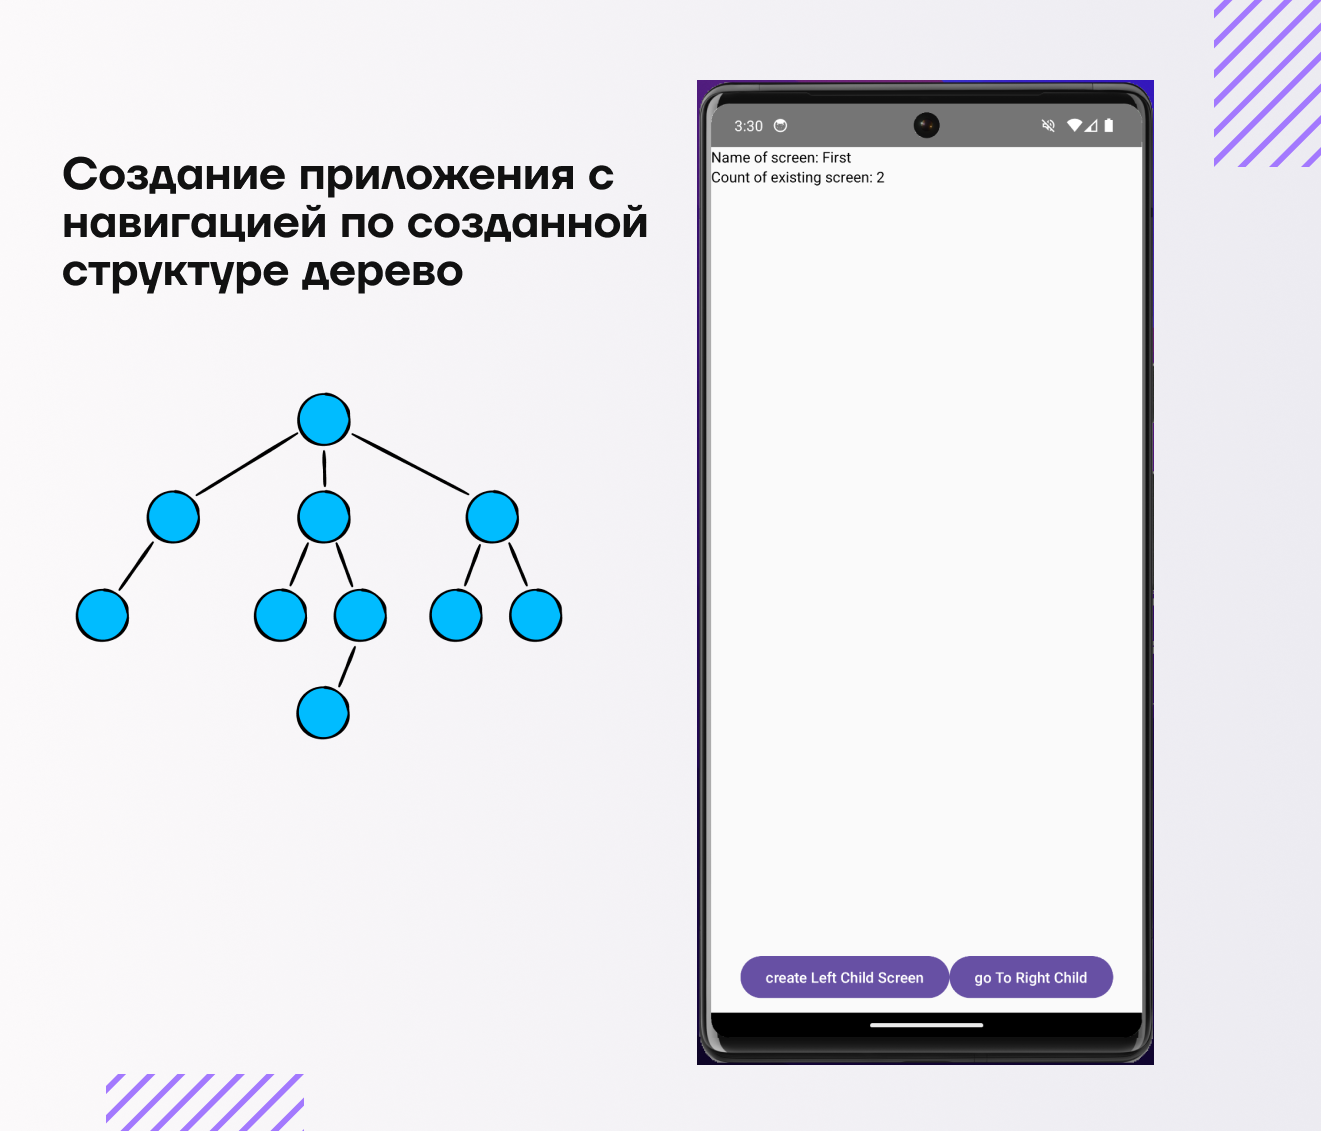 Создание приложения с
навигацией по созданной
структуре дерево
3:30
Name of screen: First
Count of existing screen: 2
create Left Child Screen
go To Right Child